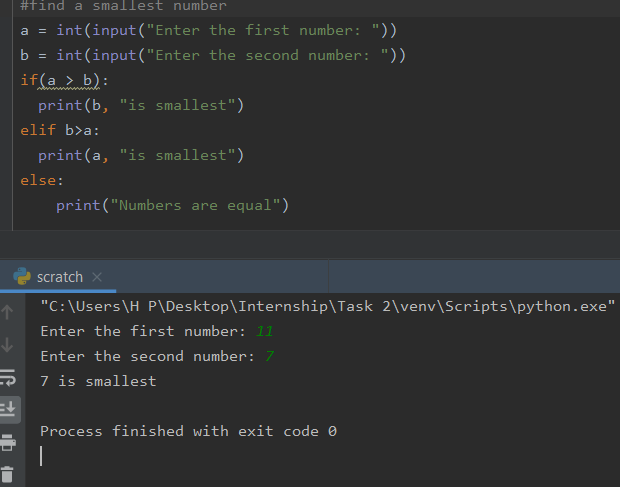 #find a smallest number
a = int(input("Enter the first number: "))
b = int(input("Enter the second number: "))
if(a > b):
  print(b, "is smallest")
elif b>a:
  print(a, "is smallest")
else:
    print("Numbers are equal")
scratch
"C:\Users\H P\Desktop\Internship\Task 2\venv\Scripts\python.exe"
Enter the first number: 11
Enter the second number: 7
7 is smallest
Process finished with exit code 0